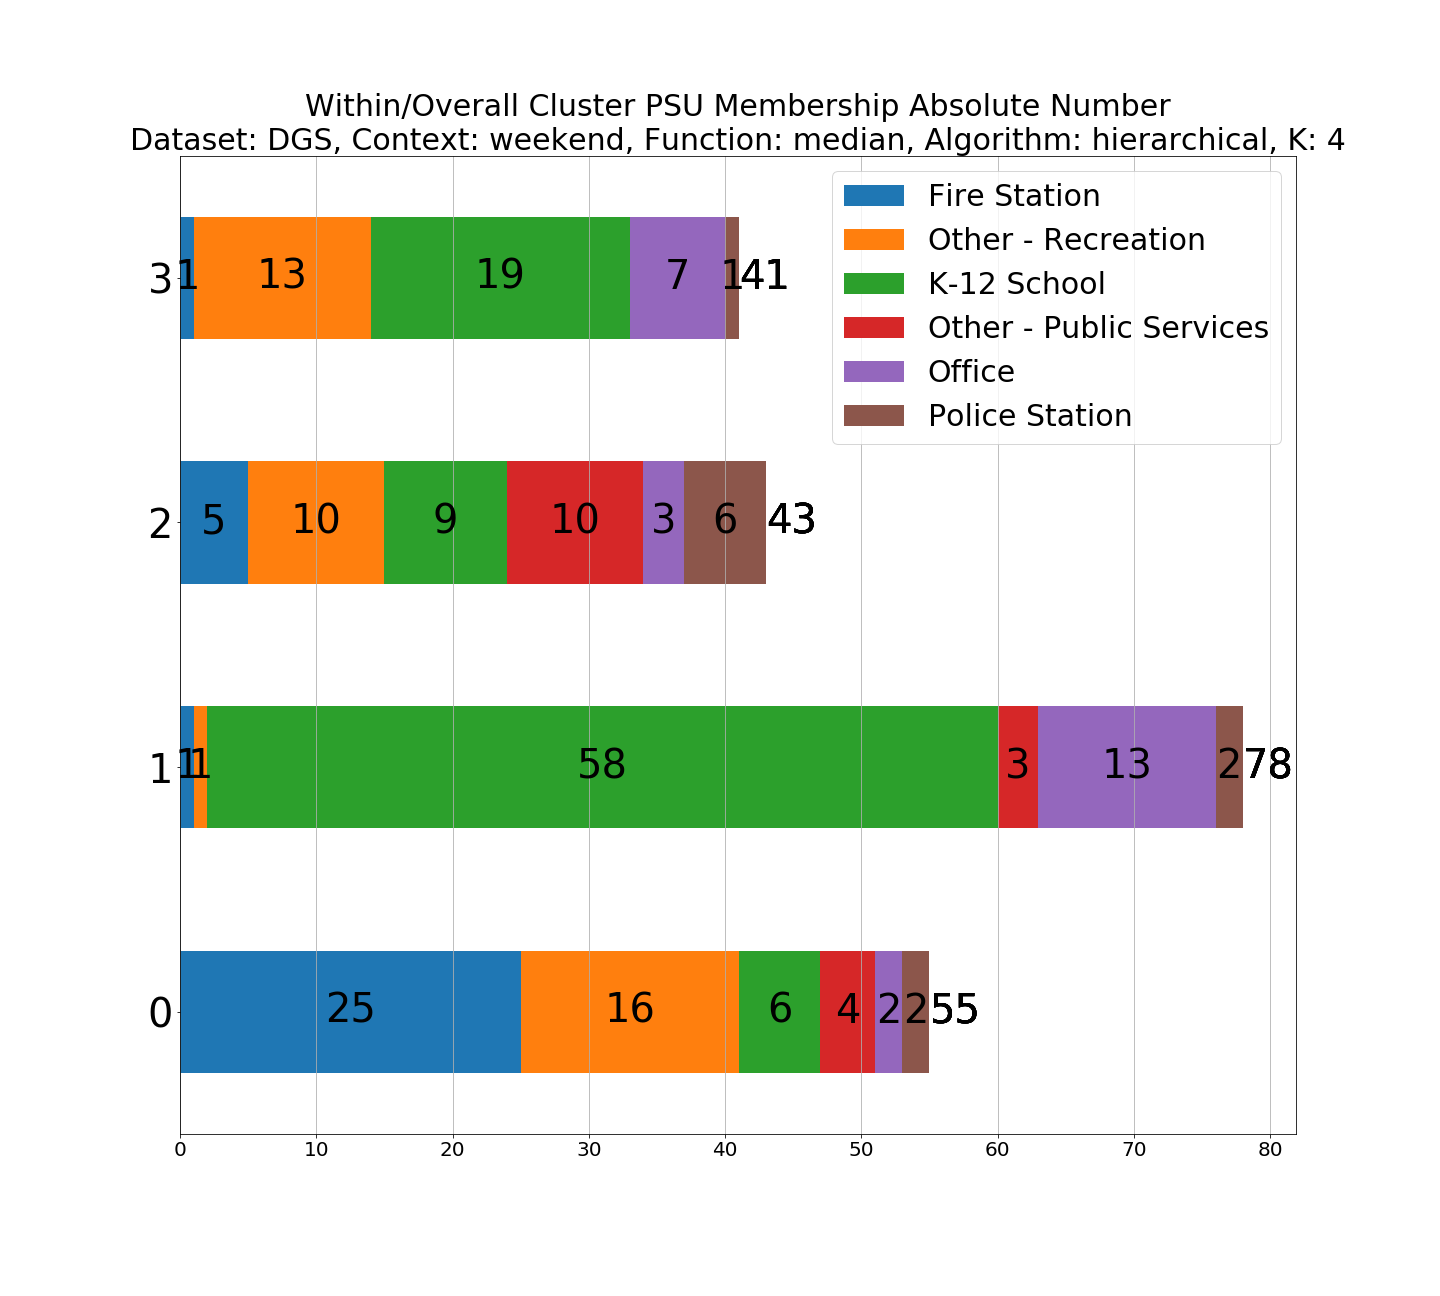 Within/Overall Cluster PSU Membership Absolute Number
Dataset: DGS, Context: weekend, Function: median, Algorithm: hierarchical, K: 4
Fire Station
Other - Recreation
K-12 School
Other - Public Services
Office
Police Station
3 1 13 19 7 1 41
2 5 10 9 10 3 6 43
1 1 1 58 3 13 2 78
0 25 16 6 4 2 2 55
0 10 20 30 40 50 60 70 80